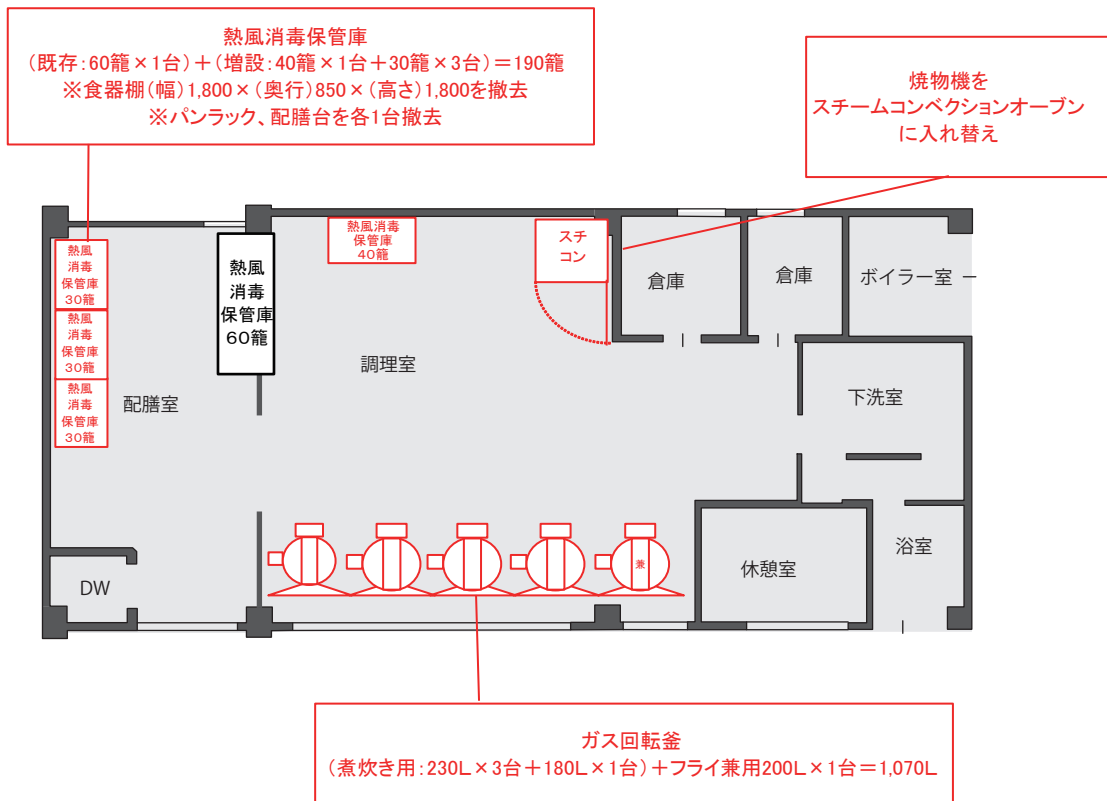 熱風消毒保管庫
(既存:60籠×1台)+(増設:40籠×1台+30籠×3台)=190籠
※食器棚(幅)1,800×(奥行)850×(高さ)1,800を撤去
※パンラック、配膳台を各1台撤去
焼物機を
スチームコンベクションオーブン
に入れ替え
熱風
消毒
保管庫
30籠
熱風
消毒
保管庫
30籠
熱風
消毒
保管庫
30籠
熱風
消毒
保管庫
60籠
熱風消毒
保管庫
40籠
スチ
コン
倉庫
倉庫
ボイラー室
調理室
配膳室
下洗室
浴室
休憩室
DW
兼
ガス回転釜
(煮炊き用:230L×3台+180L×1台)+フライ兼用200L×1台=1,070L